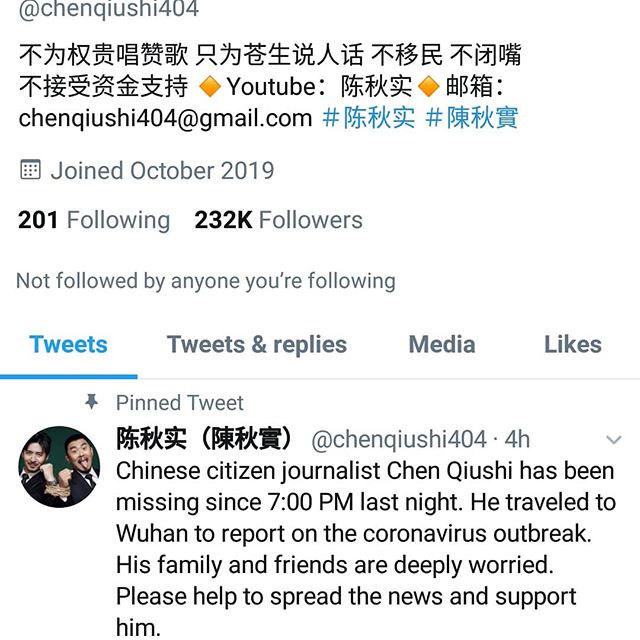 @chenqiushi404
不为权贵唱赞歌 只为苍生说人话 不移民 不闭嘴
不接受资金支持 🔶Youtube：陈秋实🔶邮箱：
chenqiushi404@gmail.com #陈秋实 #陳秋實
Joined October 2019
201 Following 232K Followers
Not followed by anyone you’re following
Tweets Tweets & replies Media Likes
Pinned Tweet
陈秋实（陳秋實） @chenqiushi404 · 4h
Chinese citizen journalist Chen Qiushi has been
missing since 7:00 PM last night. He traveled to
Wuhan to report on the coronavirus outbreak.
His family and friends are deeply worried.
Please help to spread the news and support
him.